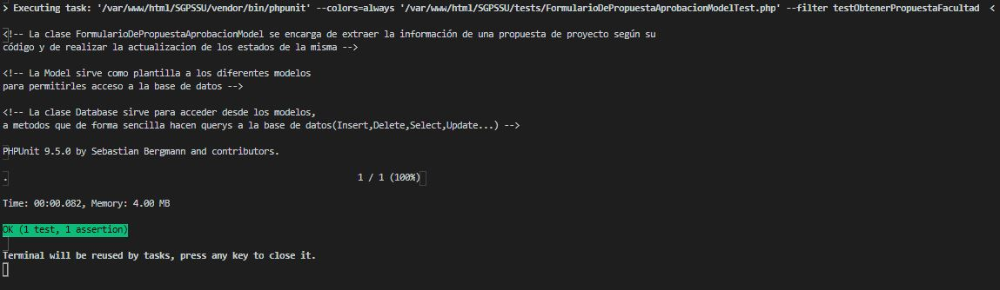 > Executing task: '/var/www/html/SGPSSU/vendor/bin/phpunit' --colors=always '/var/www/html/SGPSSU/tests/FormularioDePropuestaAprobacionModelTest.php' --filter testObtenerPropuestaFacultad <
<!-- La clase FormularioDePropuestaAprobacionModel se encarga de extraer la información de una propuesta de proyecto según su
código y de realizar la actualizacion de los estados de la misma -->
<!-- La Model sirve como plantilla a los diferentes modelos
para permitirles acceso a la base de datos -->
<!-- La clase Database sirve para acceder desde los modelos,
a metodos que de forma sencilla hacen querys a la base de datos(Insert,Delete,Select,Update...) -->
PHPUnit 9.5.0 by Sebastian Bergmann and contributors.
. 1 / 1 (100%)
Time: 00:00.082, Memory: 4.00 MB
OK (1 test, 1 assertion)
Terminal will be reused by tasks, press any key to close it.